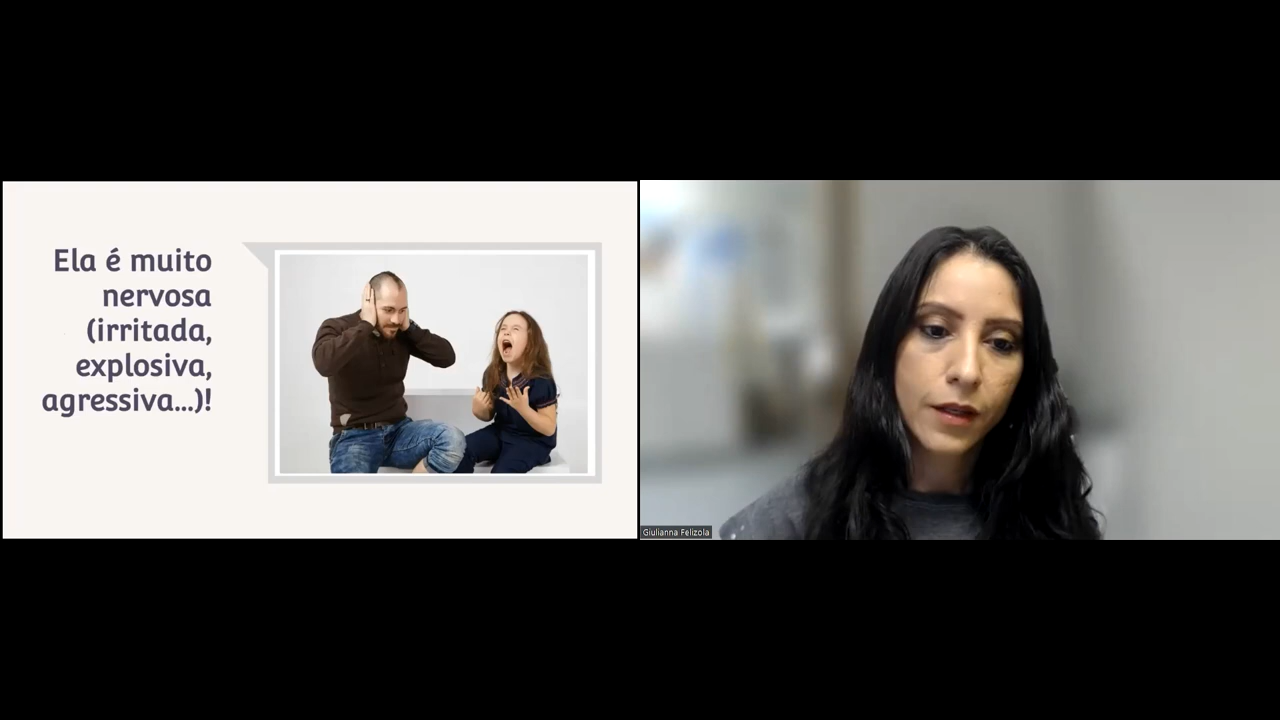 Ela é muito
nervosa
(irritada,
explosiva,
agressiva...)!
Giulianna Felizola